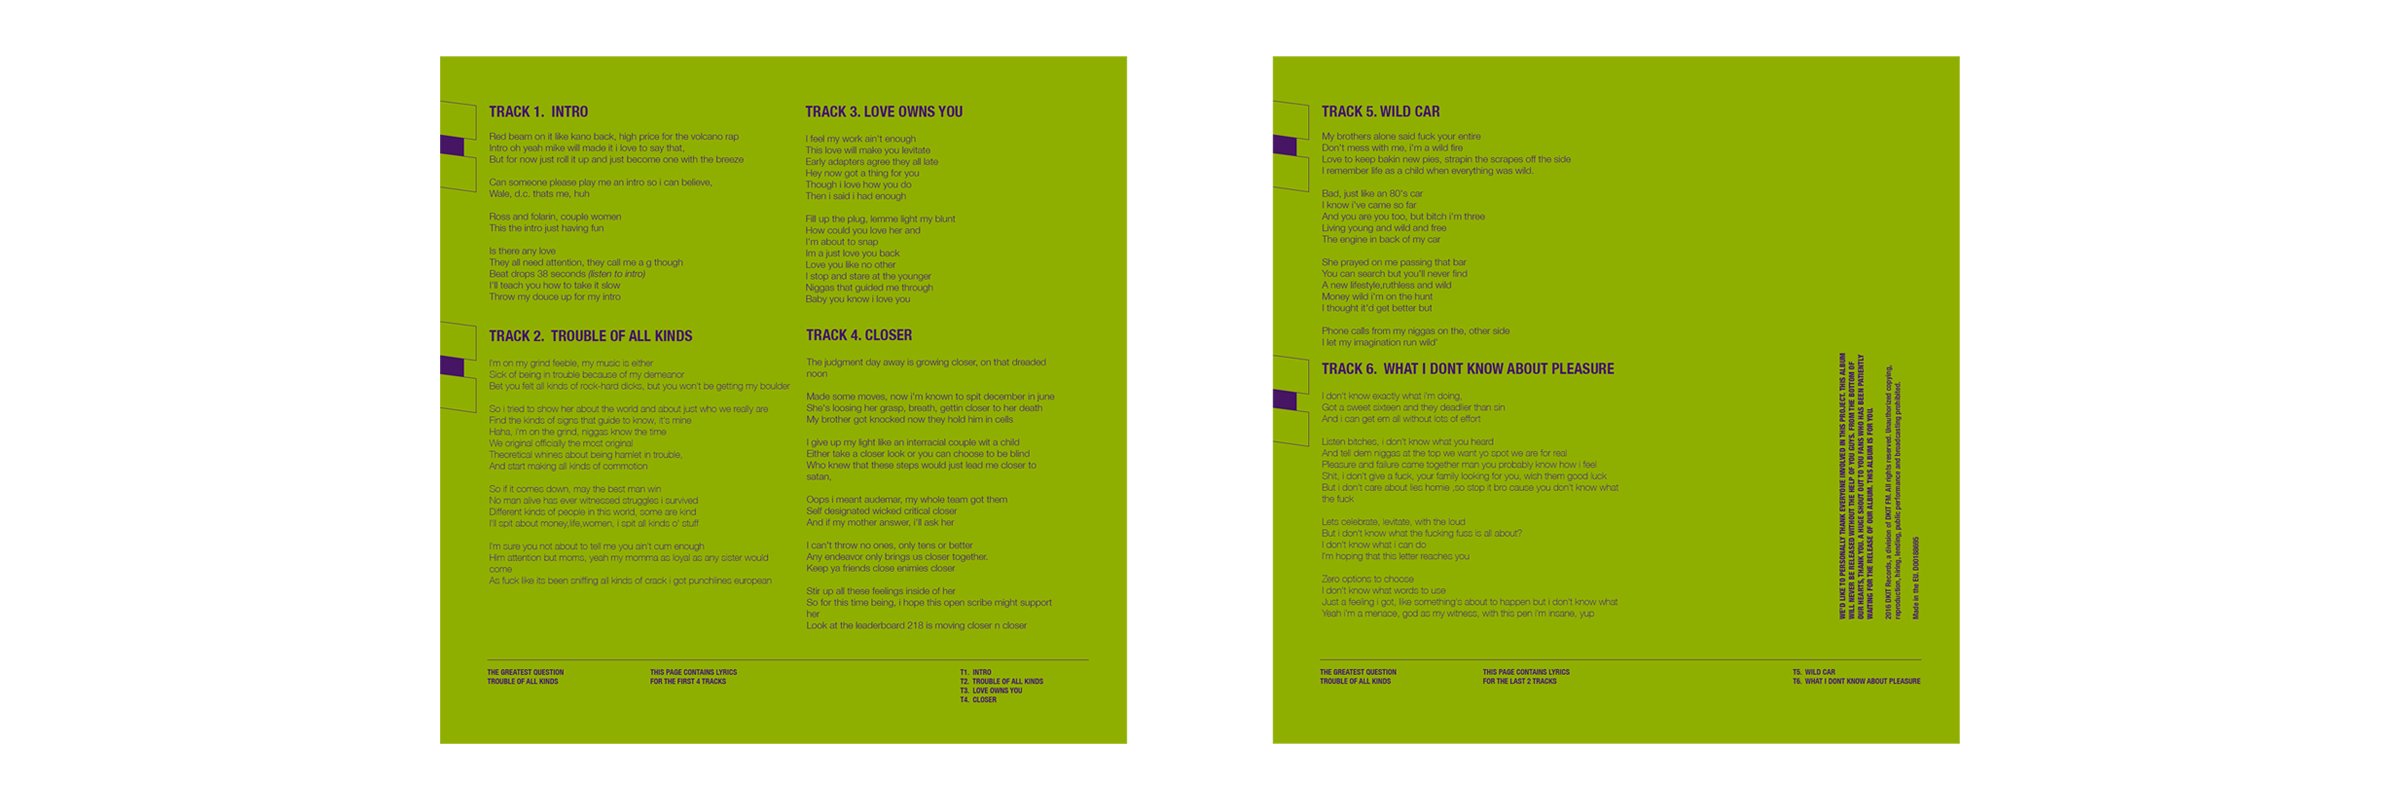 TRACK 1. INTRO
Red beam on it like kano back, high price for the volcano rap
Intro oh yeah mike will made it i love to say that,
But for now just roll it up and just become one with the breeze
Can someone please play me an intro so i can believe,
Wale, d.c. thats me, huh
Ross and folarin, couple women
This the intro just having fun
Is there any love
They all need attention, they call me a g though
Beat drops 38 seconds (listen to intro)
I'll teach you how to take it slow
Throw my douce up for my intro
TRACK 2. TROUBLE OF ALL KINDS
I'm on my grind feeble, my music is either
Sick of being in trouble because of my demeanor
Bet you felt all kinds of rock-hard dicks, but you won't be getting my boulder
So i tried to show her about the world and about just who we really are
Find the kinds of signs that guide to know, it's mine
Haha, i'm on the grind, niggas know the time
We original officially the most original
Theoretical whines about being hamlet in trouble,
And start making all kinds of commotion
So if it comes down, may the best man win
No man alive has ever witnessed struggles i survived
Different kinds of people in this world, some are kind
I'll spit about money,life,women, i spit all kinds o' stuff
I'm sure you not about to tell me you ain't cum enough
Him attention but moms, yeah my momma as loyal as any sister would
come
As fuck like its been sniffing all kinds of crack i got punchlines european
TRACK 3. LOVE OWNS YOU
I feel my work ain't enough
This love will make you levitate
Early adapters agree they all late
Hey now got a thing for you
Though i love how you do
Then i said i had enough
Fill up the plug, lemme light my blunt
How could you love her and
I'm about to snap
Im a just love you back
Love you like no other
I stop and stare at the younger
Niggas that guided me through
Baby you know i love you
TRACK 4. CLOSER
The judgment day away is growing closer, on that dreaded
noon
Made some moves, now i'm known to spit december in june
She's loosing her grasp, breath, gettin closer to her death
My brother got knocked now they hold him in cells
I give up my light like an interracial couple wit a child
Either take a closer look or you can choose to be blind
Who knew that these steps would just lead me closer to
satan,
Oops i meant audemar, my whole team got them
Self designated wicked critical closer
And if my mother answer, i'll ask her
I can't throw no ones, only tens or better
Any endeavor only brings us closer together.
Keep ya friends close enimies closer
Stir up all these feelings inside of her
So for this time being, i hope this open scribe might support
her
Look at the leaderboard 218 is moving closer n closer
THE GREATEST QUESTION
TROUBLE OF ALL KINDS
THIS PAGE CONTAINS LYRICS
FOR THE FIRST 4 TRACKS
T1. INTRO
T2. TROUBLE OF ALL KINDS
T3. LOVE OWNS YOU
T4. CLOSER
TRACK 5. WILD CAR
My brothers alone said fuck your entire
Don't mess with me, i'm a wild fire
Love to keep bakin new pies, strapin the scrapes off the side
I remember life as a child when everything was wild.
Bad, just like an 80's car
I know i've came so far
And you are you too, but bitch i'm three
Living young and wild and free
The engine in back of my car
She prayed on me passing that bar
You can search but you'll never find
A new lifestyle,ruthless and wild
Money wild i'm on the hunt
I thought it'd get better but
Phone calls from my niggas on the, other side
I let my imagination run wild'
TRACK 6. WHAT I DONT KNOW ABOUT PLEASURE
I don't know exactly what i'm doing,
Got a sweet sixteen and they deadlier than sin
And i can get em all without lots of effort
Listen bitches, i don't know what you heard
And tell dem niggas at the top we want yo spot we are for real
Pleasure and failure came together man you probably know how i feel
Shit, i don't give a fuck, your family looking for you, wish them good luck
But i don't care about lies homie ,so stop it bro cause you don't know what
the fuck
Lets celebrate, levitate, with the loud
But i don't know what the fucking fuss is all about?
I don't know what i can do
I'm hoping that this letter reaches you
Zero options to choose
I don't know what words to use
Just a feeling i got, like something's about to happen but i don't know what
Yeah i'm a menace, god as my witness, with this pen i'm insane, yup
WE'D LIKE TO PERSONALLY THANK EVERYONE INVOLVED IN THIS PROJECT. THIS ALBUM
WILL NEVER BE RELEASED WITHOUT THE HELP OF YOU GUYS. FROM THE BOTTOM OF
OUR HEARTS, THANK YOU. A HUGE SHOUT OUT TO YOU FANS WHO HAS BEEN PATIENTLY
WAITING FOR THE RELEASE OF OUR ALBUM. THIS ALBUM IS FOR YOU.
2016 DKIT Records, a division of DKIT FM. All rights reserved. Unauthorized copying,
reproduction, hiring, lending, public performance and broadcasting prohibited.
Made in the EU. D00188695
THE GREATEST QUESTION
TROUBLE OF ALL KINDS
THIS PAGE CONTAINS LYRICS
FOR THE LAST 2 TRACKS
T5. WILD CAR
T6. WHAT I DONT KNOW ABOUT PLEASURE